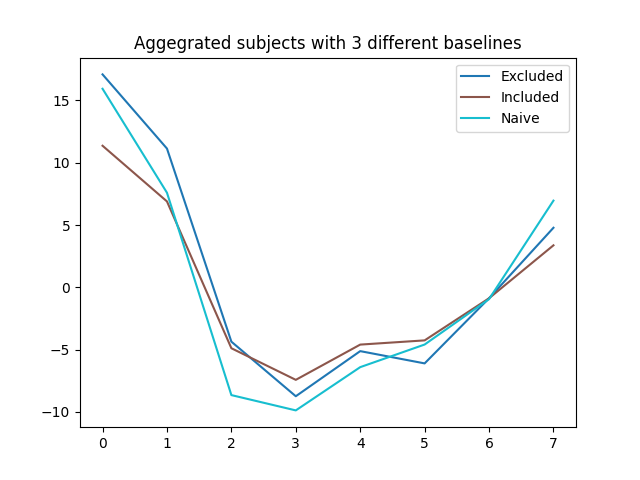 Aggegrated subjects with 3 different baselines
Excluded
Included
Naive
15
10
5
0
−5
−10
0 1 2 3 4 5 6 7